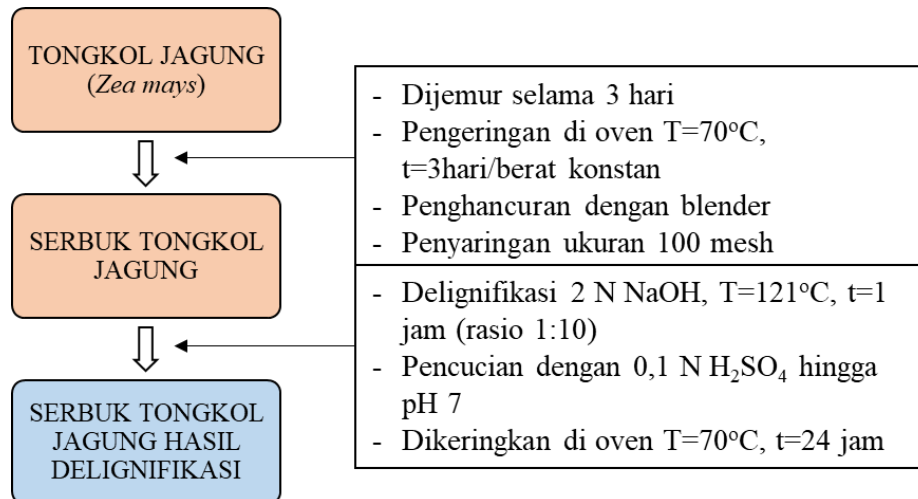 TONGKOL JAGUNG
(Zea mays)
- Dijemur selama 3 hari
- Pengeringan di oven T=70°C,
t=3hari/berat konstan
- Penghancuran dengan blender
- Penyaringan ukuran 100 mesh
SERBUK TONGKOL
JAGUNG
- Delignifikasi 2 N NaOH, T=121°C, t=1
jam (rasio 1:10)
- Pencucian dengan 0,1 N H₂SO₄ hingga
pH 7
- Dikeringkan di oven T=70°C, t=24 jam
SERBUK TONGKOL
JAGUNG HASIL
DELIGNIFIKASI